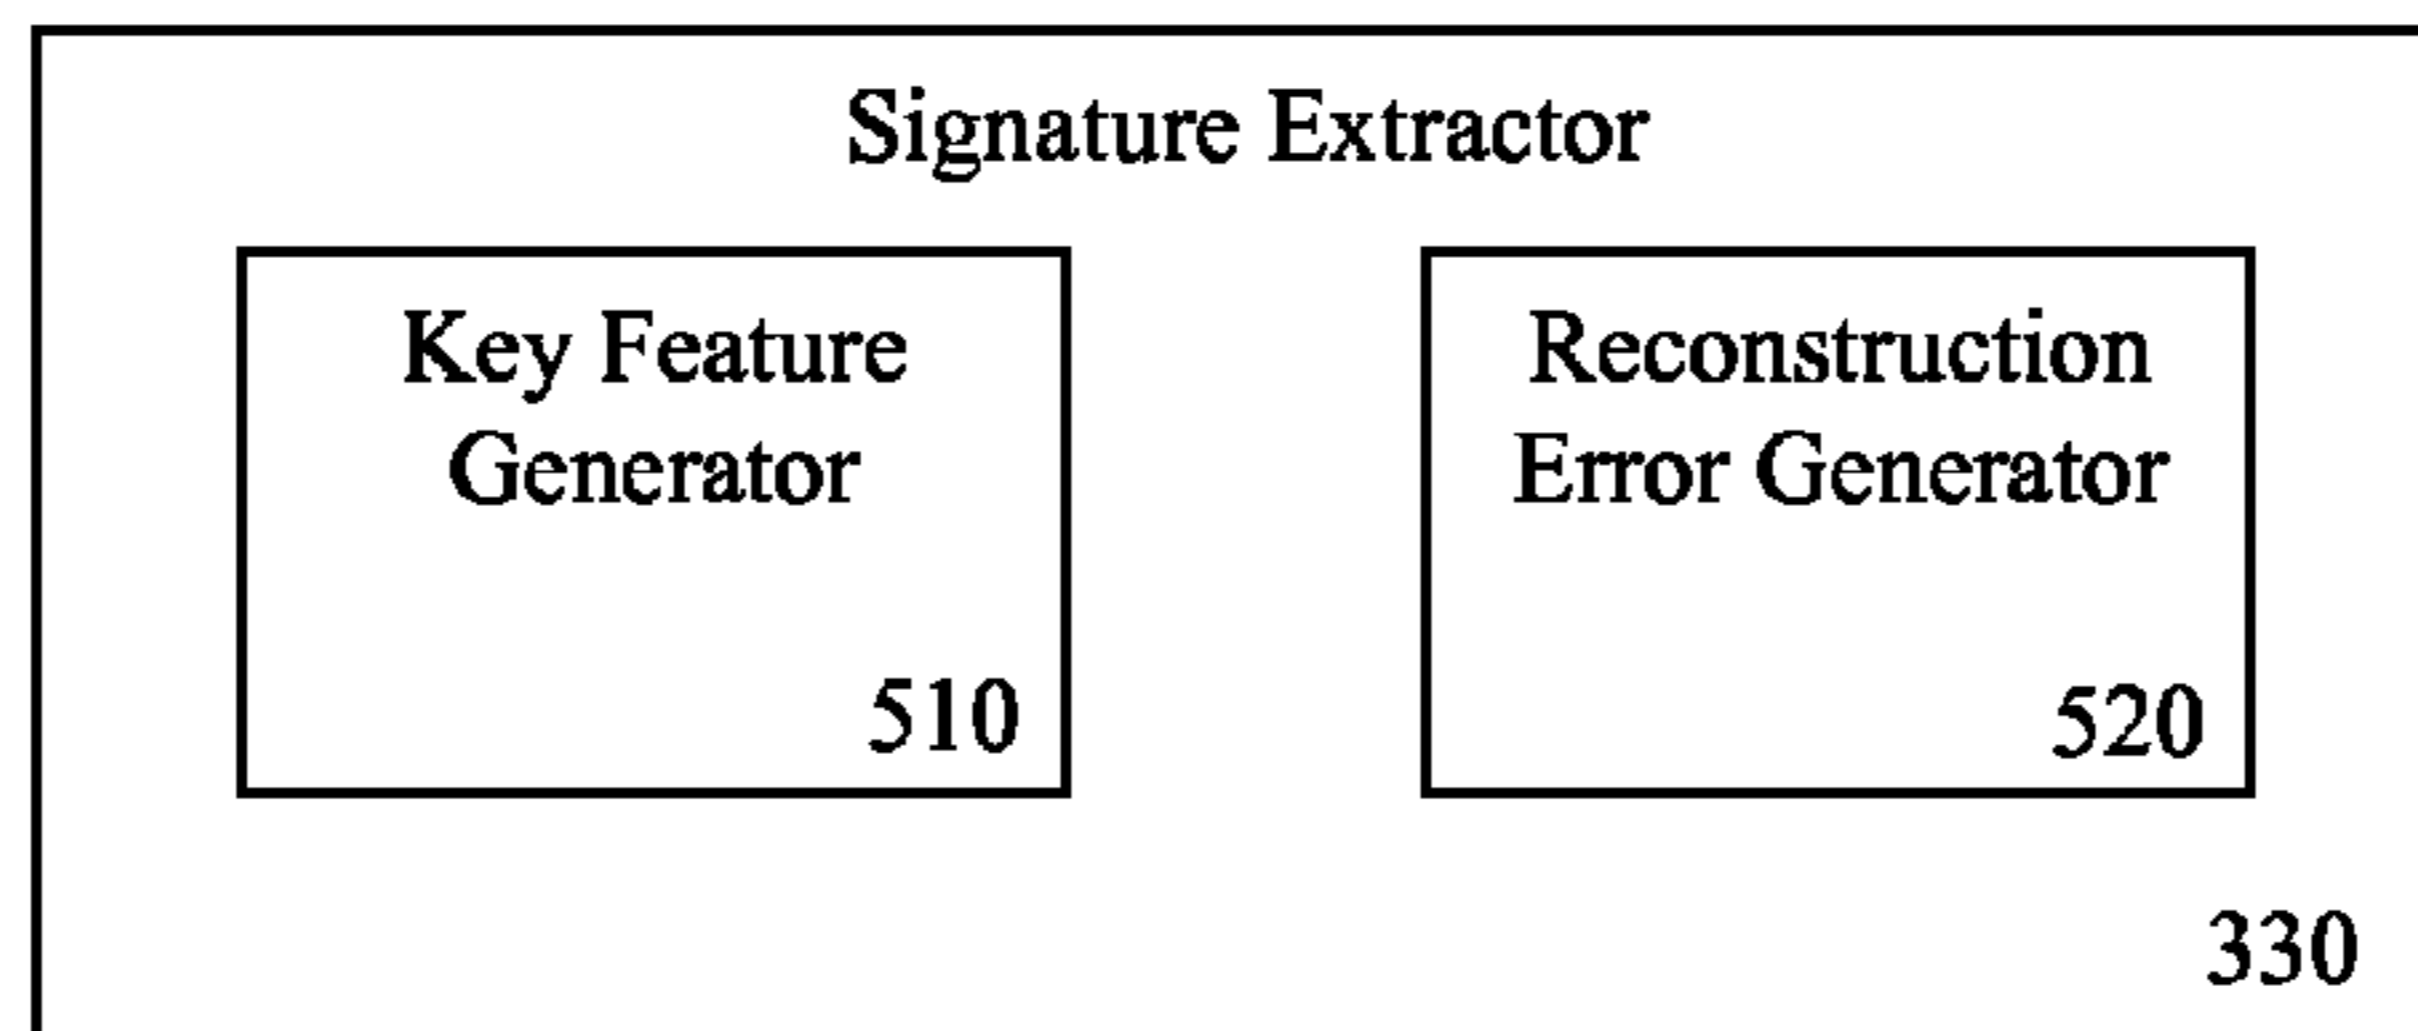 Signature Extractor
Key Feature
Generator
510
Reconstruction
Error Generator
520
330